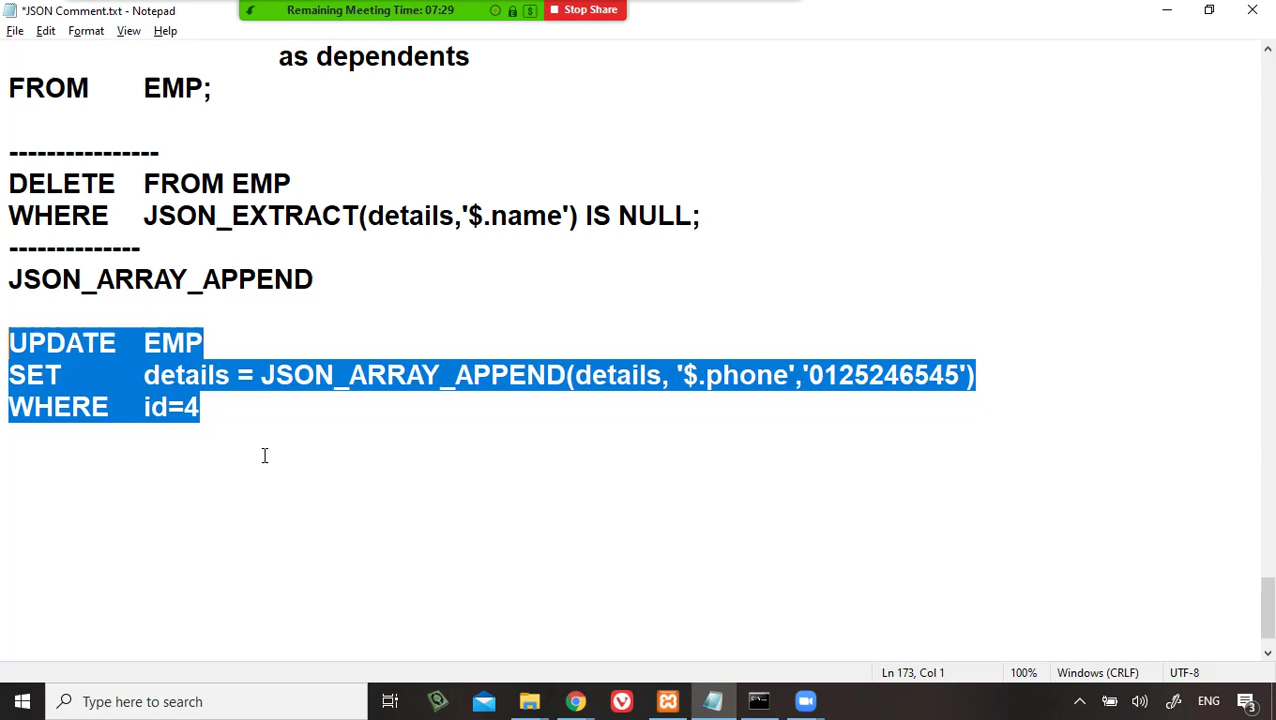 *JSON Comment.txt - Notepad
Remaining Meeting Time: 07:29
Stop Share
File Edit Format View Help
as dependents
FROM EMP;
----------------
DELETE FROM EMP
WHERE JSON_EXTRACT(details,'$.name') IS NULL;
--------------
JSON_ARRAY_APPEND
UPDATE EMP
SET details = JSON_ARRAY_APPEND(details, '$.phone','0125246545')
WHERE id=4
Ln 173, Col 1 100% Windows (CRLF) UTF-8
Type here to search ENG 3